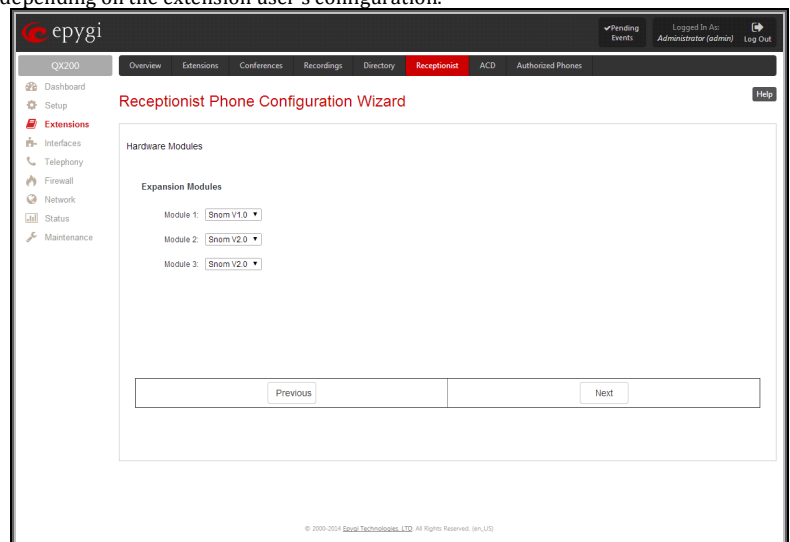 depending on the extension user's configuration.
epygi
✔Pending Events
Logged In As: Administrator (admin)
Log Out
QX200
Overview Extensions Conferences Recordings Directory Receptionist ACD Authorized Phones
Dashboard
Setup
Extensions
Interfaces
Telephony
Firewall
Network
Status
Maintenance
Receptionist Phone Configuration Wizard
Help
Hardware Modules
Expansion Modules
Module 1: Snom V1.0
Module 2: Snom V2.0
Module 3: Snom V2.0
Previous Next
© 2000-2014 Epygi Technologies, LTD. All Rights Reserved. (en_US)